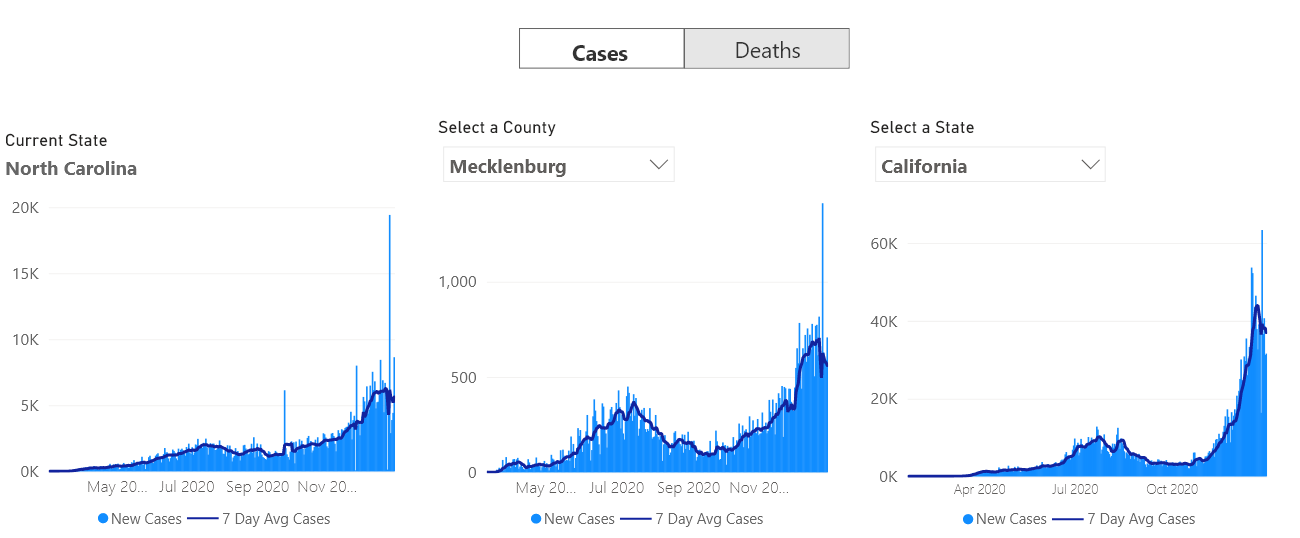 Cases Deaths
Current State
North Carolina
Select a County
Mecklenburg
Select a State
California
20K
15K
10K
5K
0K
May 20... Jul 2020 Sep 2020 Nov 20...
New Cases 7 Day Avg Cases
1,000
500
0
May 20... Jul 2020 Sep 2020 Nov 20...
New Cases 7 Day Avg Cases
60K
40K
20K
0K
Apr 2020 Jul 2020 Oct 2020
New Cases 7 Day Avg Cases